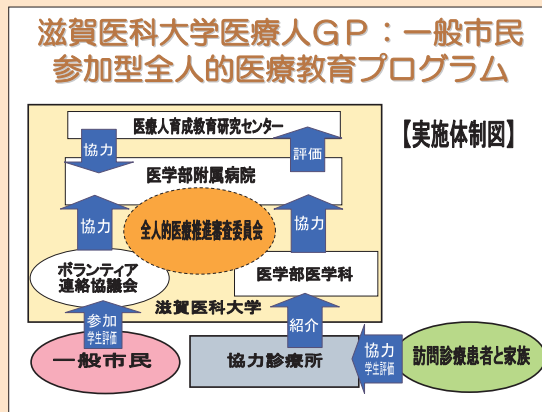 滋賀医科大学医療人GP：一般市民
参加型全人的医療教育プログラム
【実施体制図】
医療人育成教育研究センター
協力
評価
医学部附属病院
協力
全人的医療推進審査委員会
協力
ボランティア
連絡協議会
医学部医学科
滋賀医科大学
参加
学生評価
紹介
一般市民
協力診療所
協力
学生評価
訪問診療患者と家族